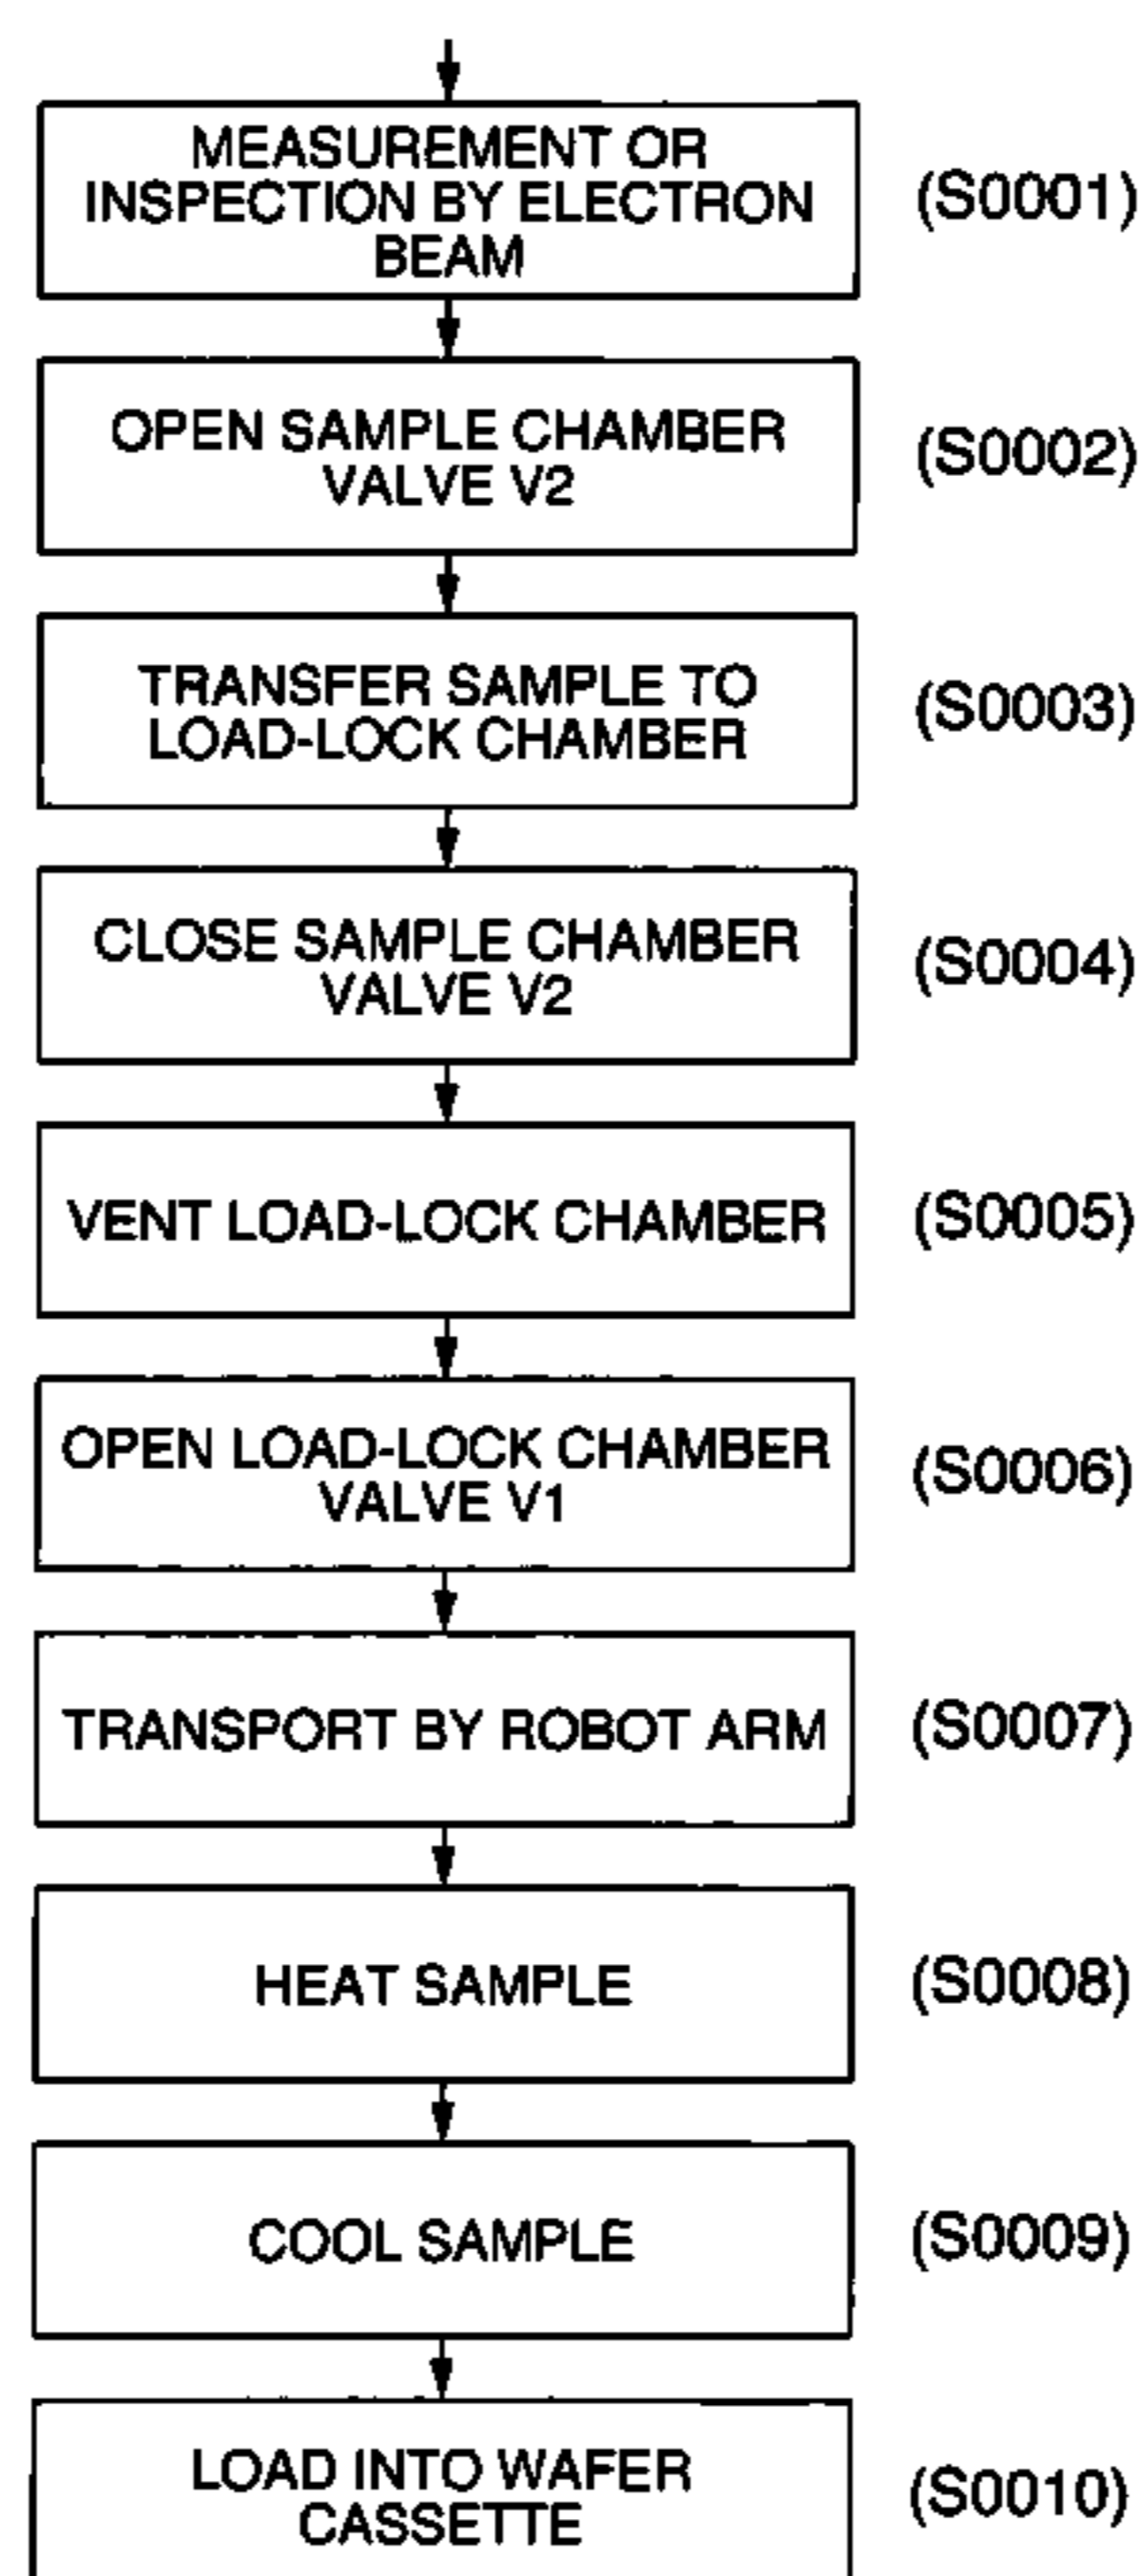 MEASUREMENT OR
INSPECTION BY ELECTRON
BEAM
(S0001)
OPEN SAMPLE CHAMBER
VALVE V2
(S0002)
TRANSFER SAMPLE TO
LOAD-LOCK CHAMBER
(S0003)
CLOSE SAMPLE CHAMBER
VALVE V2
(S0004)
VENT LOAD-LOCK CHAMBER
(S0005)
OPEN LOAD-LOCK CHAMBER
VALVE V1
(S0006)
TRANSPORT BY ROBOT ARM
(S0007)
HEAT SAMPLE
(S0008)
COOL SAMPLE
(S0009)
LOAD INTO WAFER
CASSETTE
(S0010)